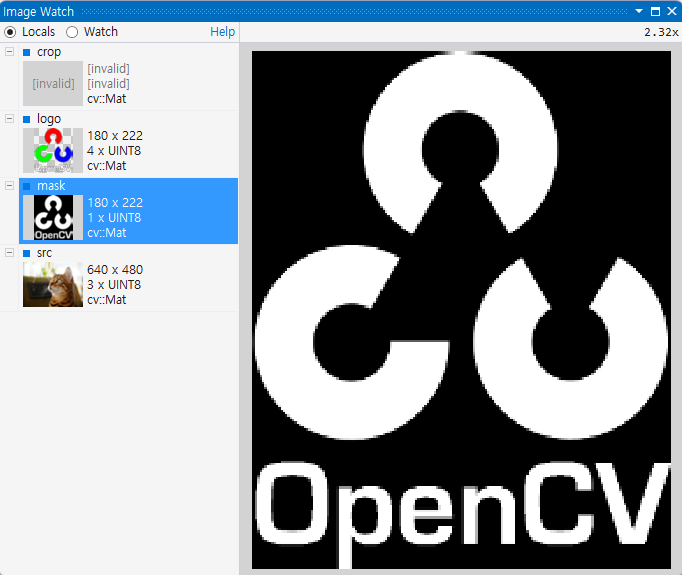 Image Watch
Locals Watch Help 2.32x
crop
[invalid] [invalid]
[invalid]
cv::Mat
logo
180 x 222
4 x UINT8
cv::Mat
mask
180 x 222
1 x UINT8
cv::Mat
OpenCV
src
640 x 480
3 x UINT8
cv::Mat
OpenCV